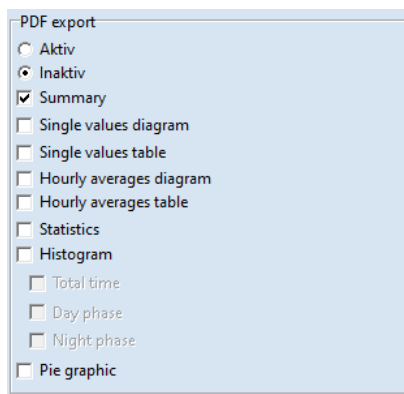 PDF export
Aktiv
Inaktiv
Summary
Single values diagram
Single values table
Hourly averages diagram
Hourly averages table
Statistics
Histogram
Total time
Day phase
Night phase
Pie graphic